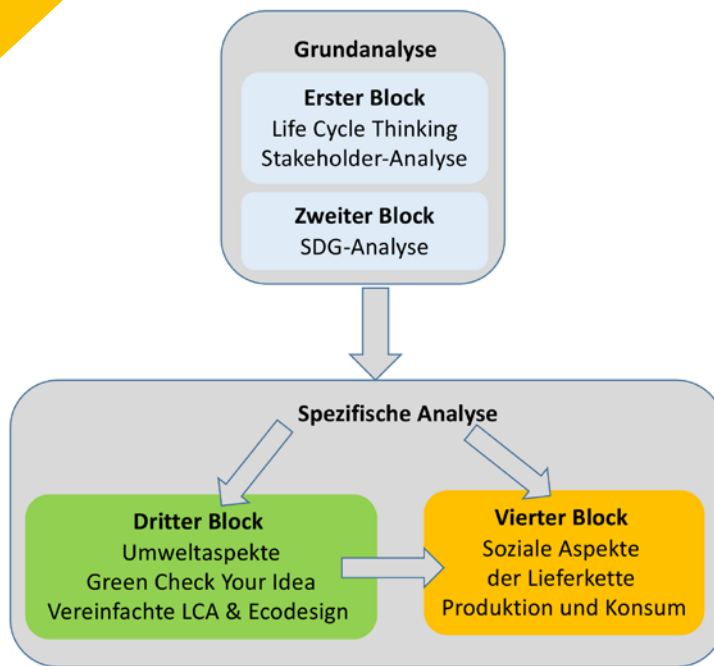 Grundanalyse
Erster Block
Life Cycle Thinking
Stakeholder-Analyse
Zweiter Block
SDG-Analyse
Spezifische Analyse
Dritter Block
Umweltaspekte
Green Check Your Idea
Vereinfachte LCA & Ecodesign
Vierter Block
Soziale Aspekte
der Lieferkette
Produktion und Konsum